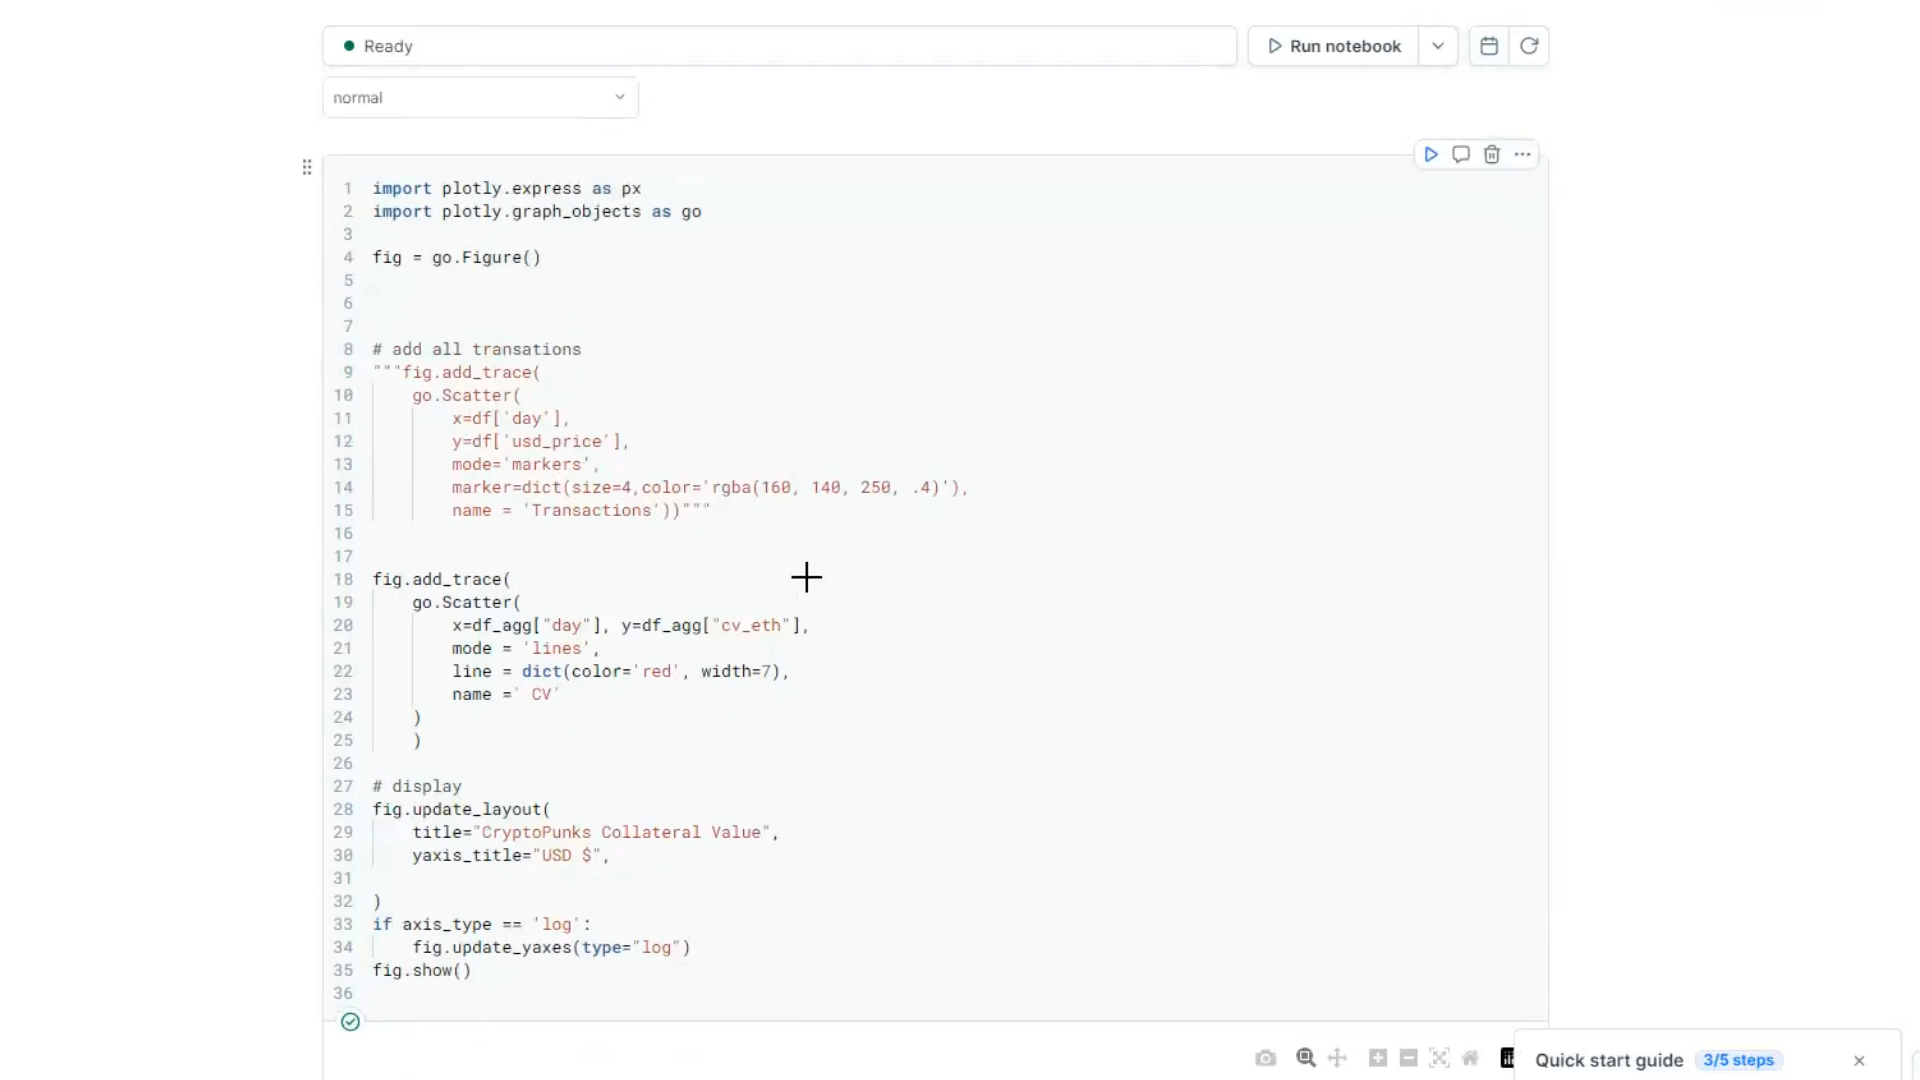 Ready
Run notebook
normal
1 import plotly.express as px
2 import plotly.graph_objects as go
3
4 fig = go.Figure()
5
6
7
8 # add all transations
9 """fig.add_trace(
10 go.Scatter(
11 x=df['day'],
12 y=df['usd_price'],
13 mode='markers',
14 marker=dict(size=4,color='rgba(160, 140, 250, .4)'),
15 name = 'Transactions'))"""
16
17
18 fig.add_trace(
19 go.Scatter(
20 x=df_agg["day"], y=df_agg["cv_eth"],
21 mode = 'lines',
22 line = dict(color='red', width=7),
23 name =' CV'
24 )
25 )
26
27 # display
28 fig.update_layout(
29 title="CryptoPunks Collateral Value",
30 yaxis_title="USD $",
31
32 )
33 if axis_type == 'log':
34 fig.update_yaxes(type="log")
35 fig.show()
36
Quick start guide 3/5 steps